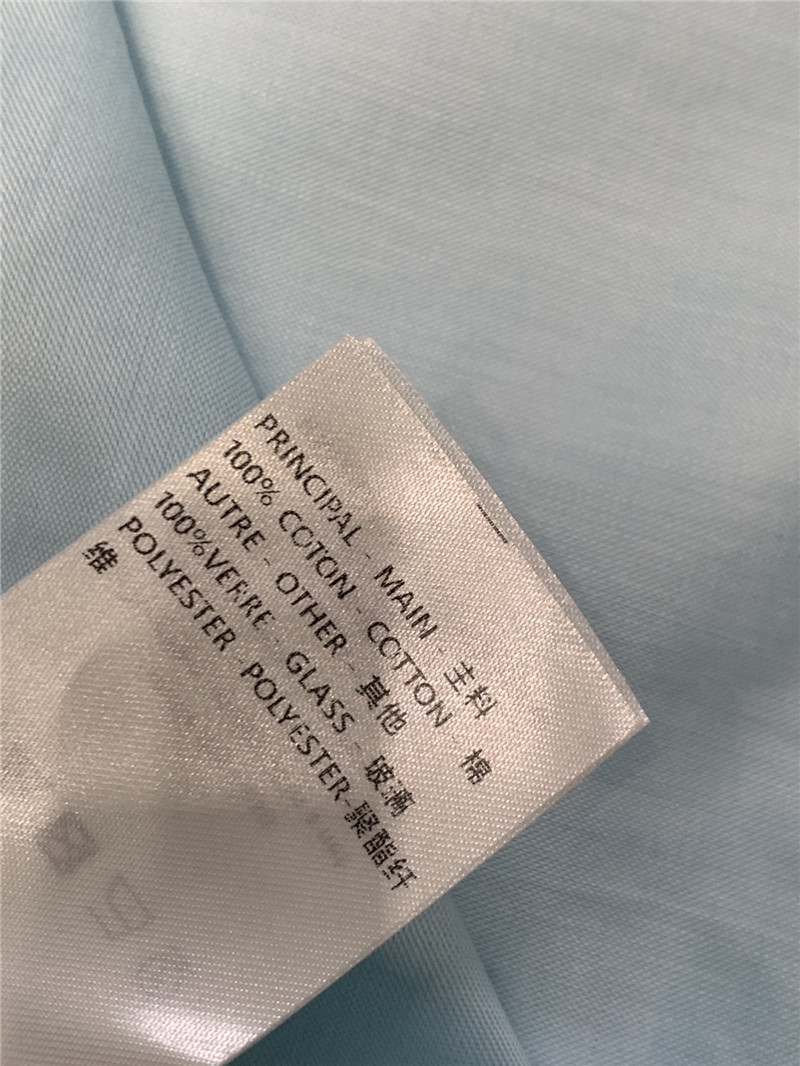 PRINCIPAL - MAIN - 主料
100% COTON - COTTON - 棉
AUTRE - OTHER - 其他
100%VERRE - GLASS - 玻璃
POLYESTER-POLYESTER-聚酯纤
维